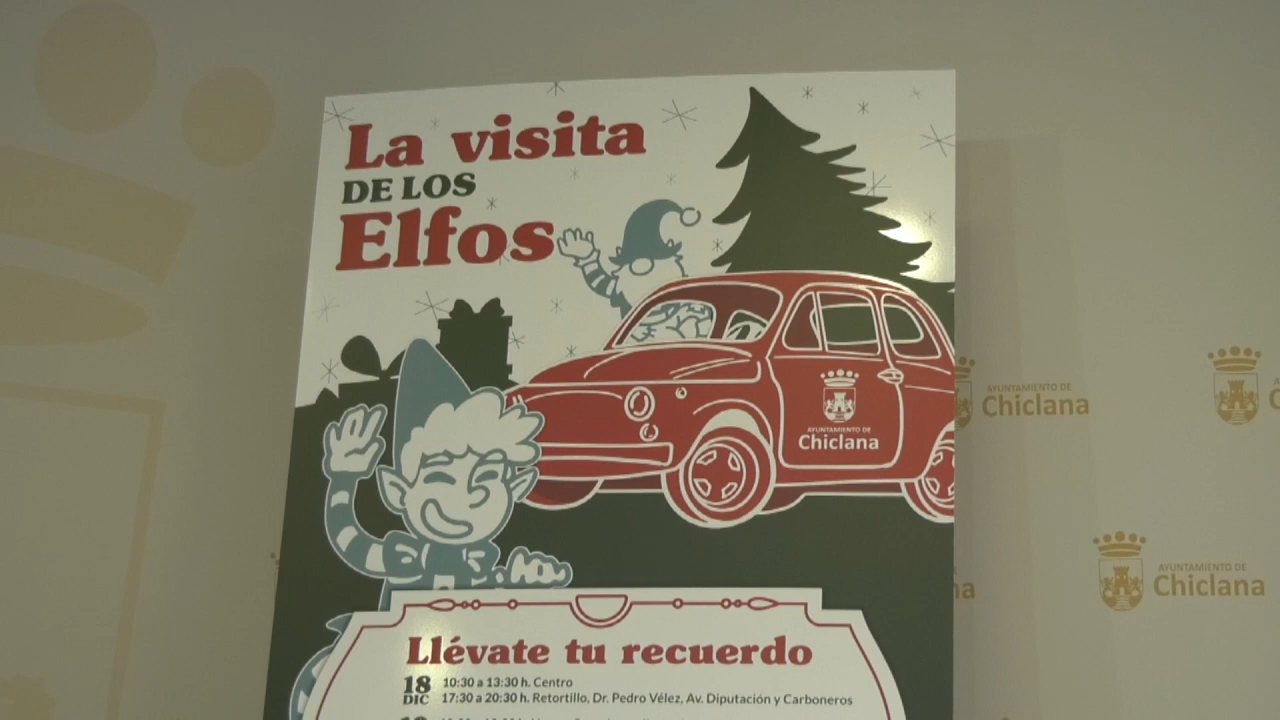 La visita
DE LOS
Elfos
AYUNTAMIENTO DE
Chiclana
AYUNTAMIENTO DE
Chiclana
AYUNTAMIENTO DE
Chiclana
Llévate tu recuerdo
18
DIC
10:30 a 13:30 h. Centro
17:30 a 20:30 h. Retortillo, Dr. Pedro Vélez, Av. Diputación y Carboneros